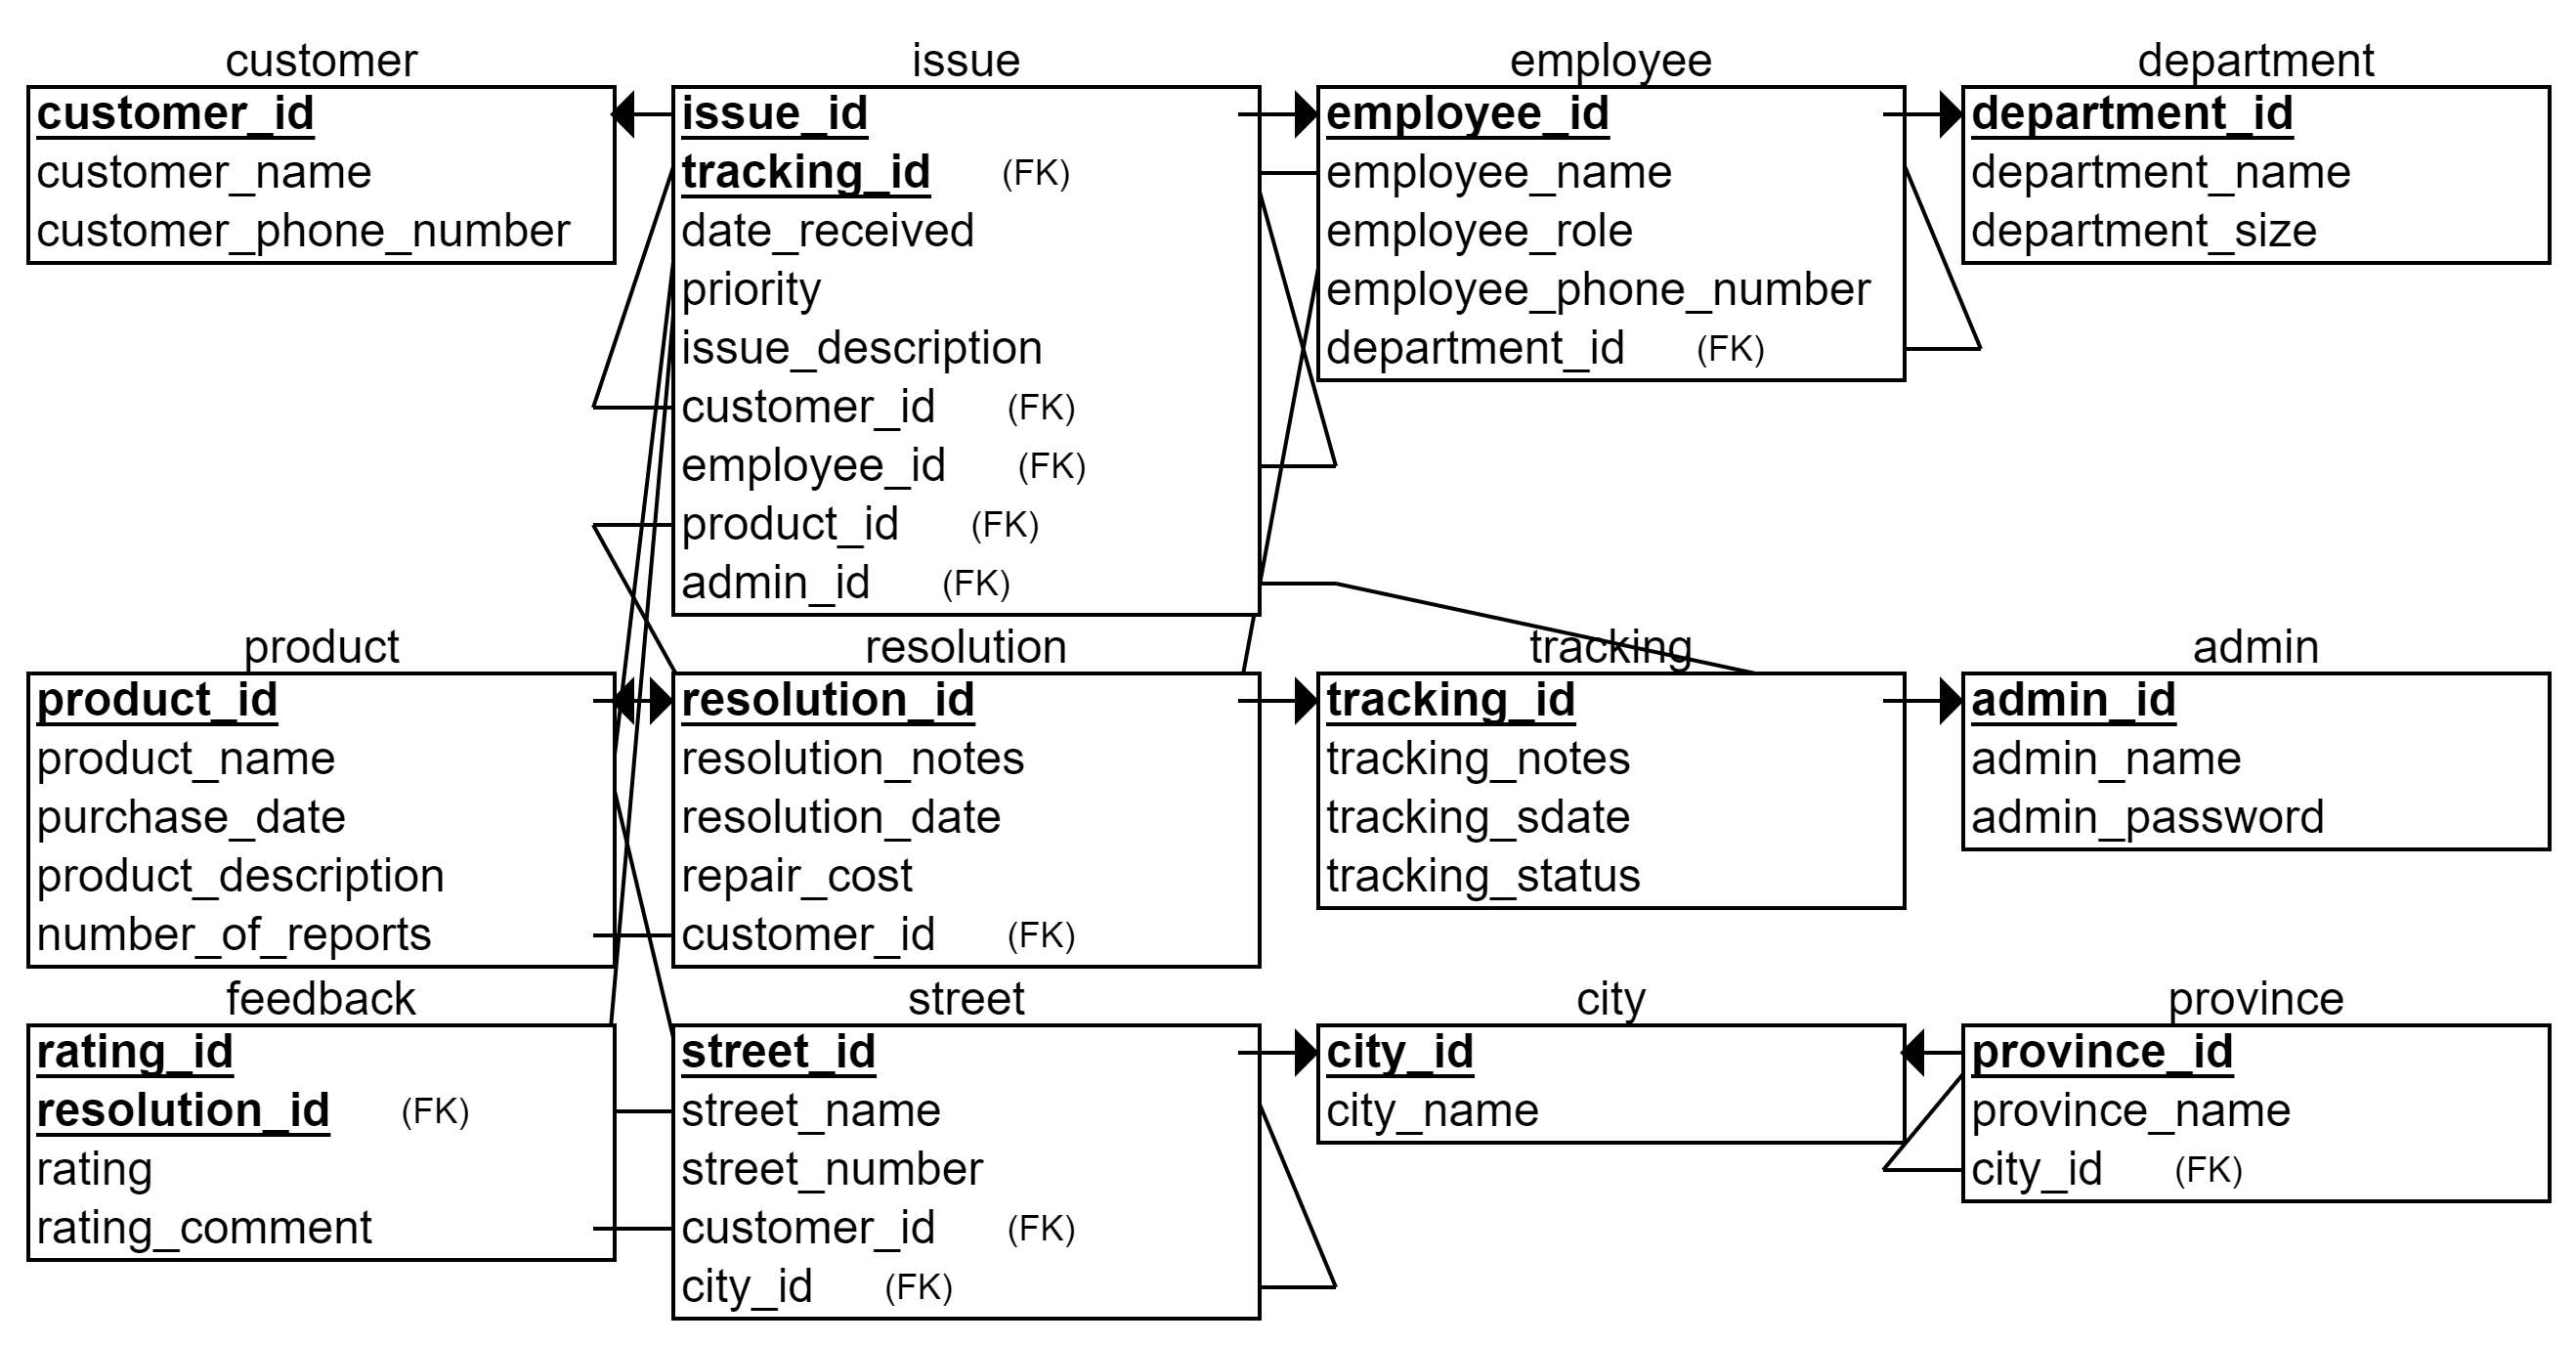 customer
customer_id
customer_name
customer_phone_number
issue
issue_id
tracking_id (FK)
date_received
priority
issue_description
customer_id (FK)
employee_id (FK)
product_id (FK)
admin_id (FK)
employee
employee_id
employee_name
employee_role
employee_phone_number
department_id (FK)
department
department_id
department_name
department_size
product
product_id
product_name
purchase_date
product_description
number_of_reports
resolution
resolution_id
resolution_notes
resolution_date
repair_cost
customer_id (FK)
tracking
tracking_id
tracking_notes
tracking_sdate
tracking_status
admin
admin_id
admin_name
admin_password
feedback
rating_id
resolution_id (FK)
rating
rating_comment
street
street_id
street_name
street_number
customer_id (FK)
city_id (FK)
city
city_id
city_name
province
province_id
province_name
city_id (FK)